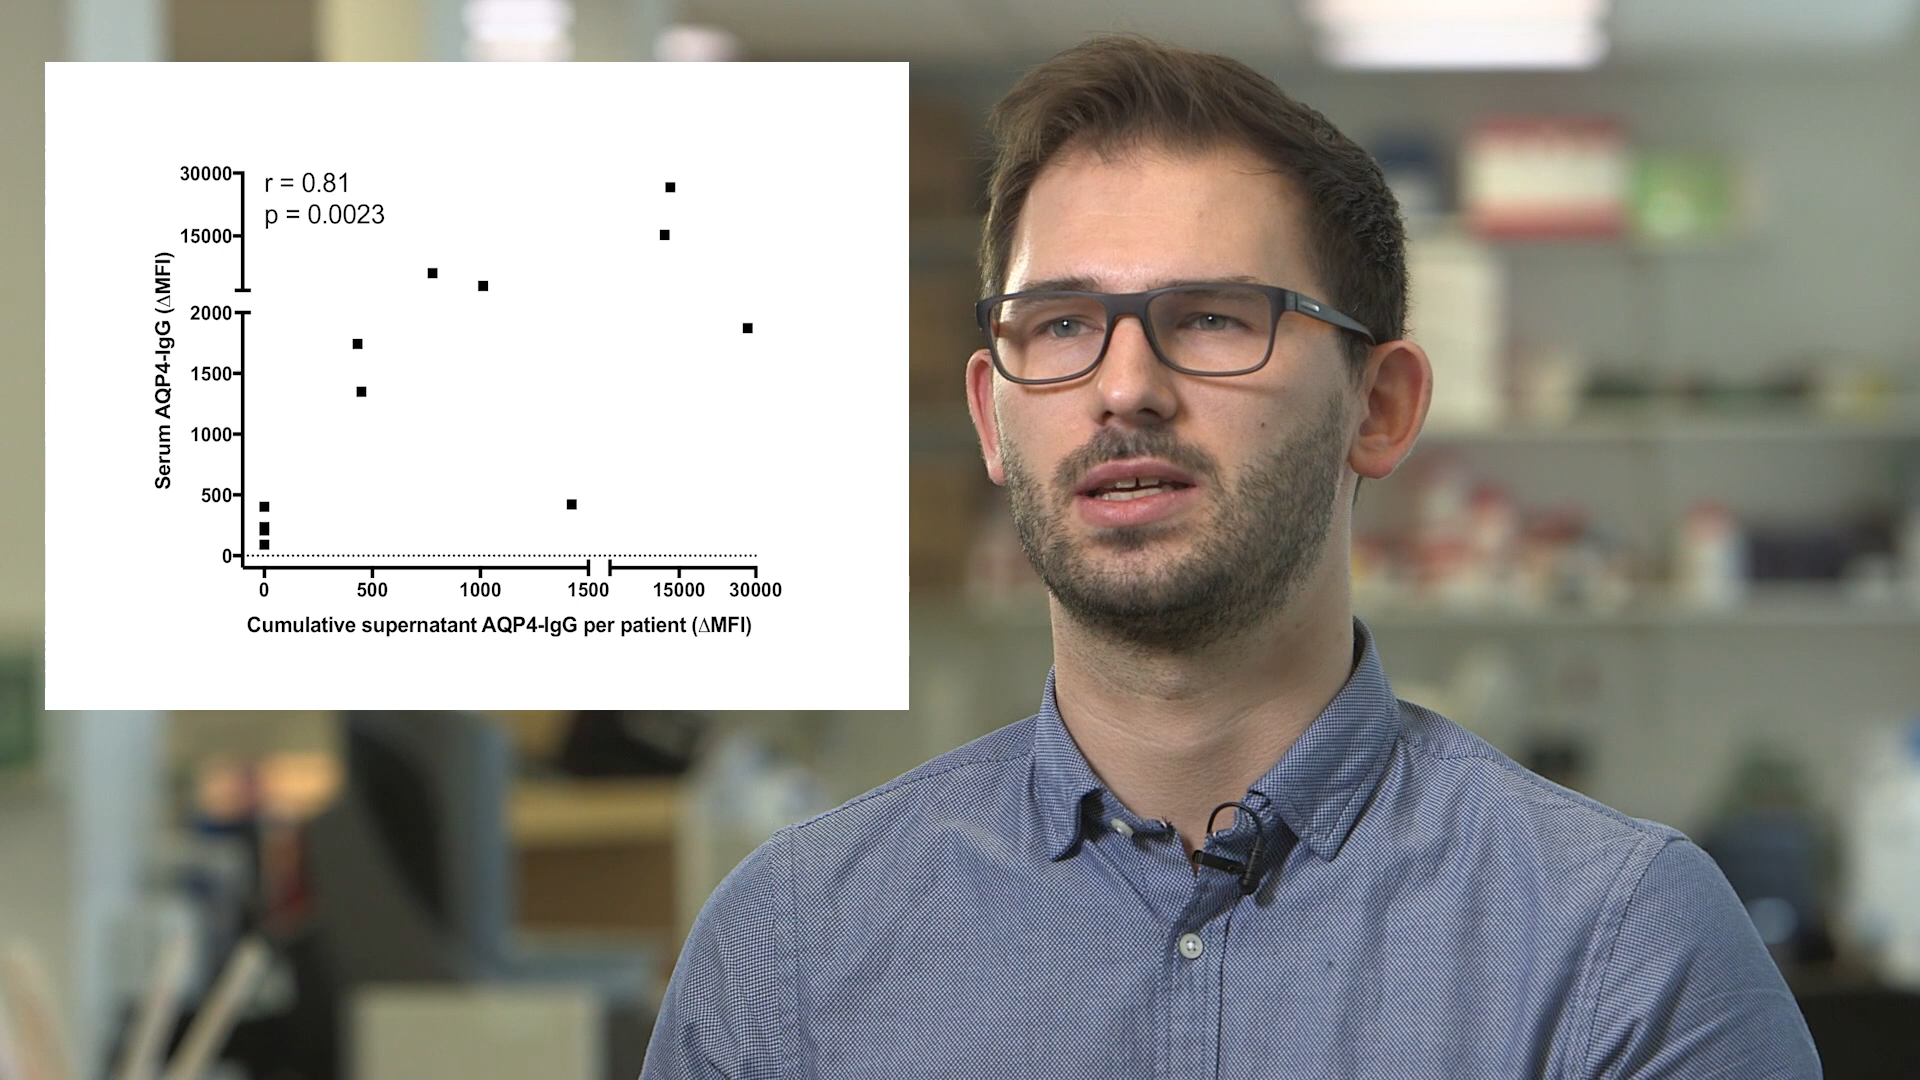 r = 0.81
p = 0.0023
30000
15000
2000
1500
1000
500
0
Serum AQP4-IgG (ΔMFI)
0 500 1000 1500 15000 30000
Cumulative supernatant AQP4-IgG per patient (ΔMFI)